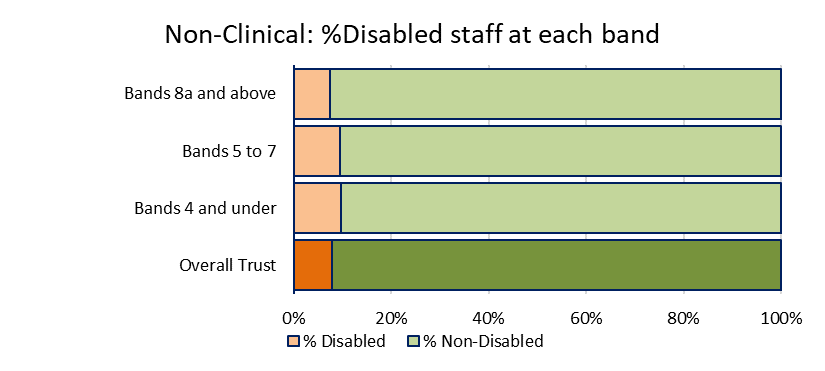 Non-Clinical: %Disabled staff at each band
Bands 8a and above
Bands 5 to 7
Bands 4 and under
Overall Trust
0% 20% 40% 60% 80% 100%
% Disabled % Non-Disabled